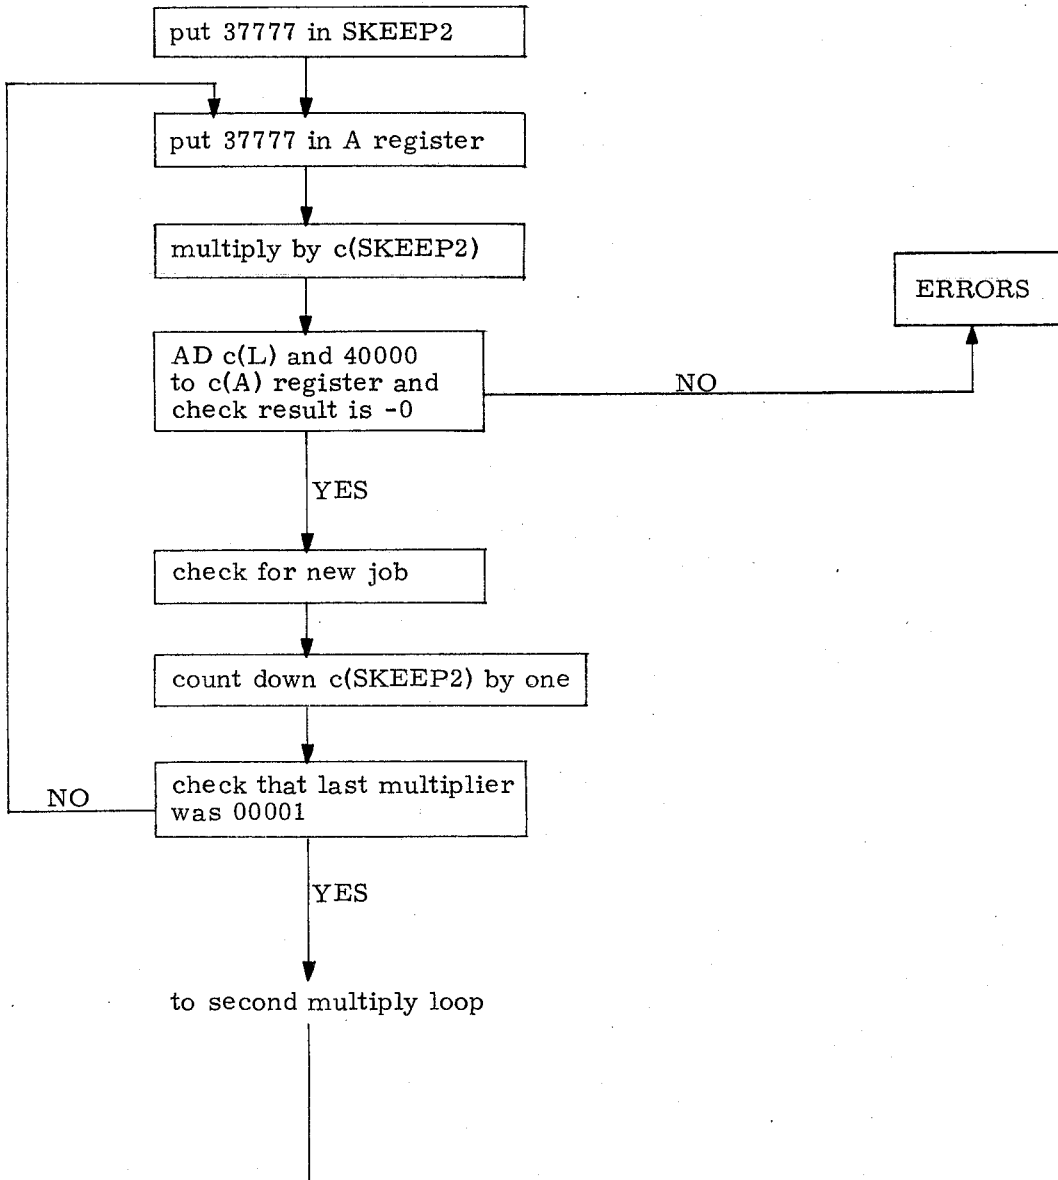 put 37777 in SKEEP2
put 37777 in A register
multiply by c(SKEEP2)
ERRORS
AD c(L) and 40000
to c(A) register and
check result is -0
NO
YES
check for new job
count down c(SKEEP2) by one
check that last multiplier
was 00001
NO
YES
to second multiply loop